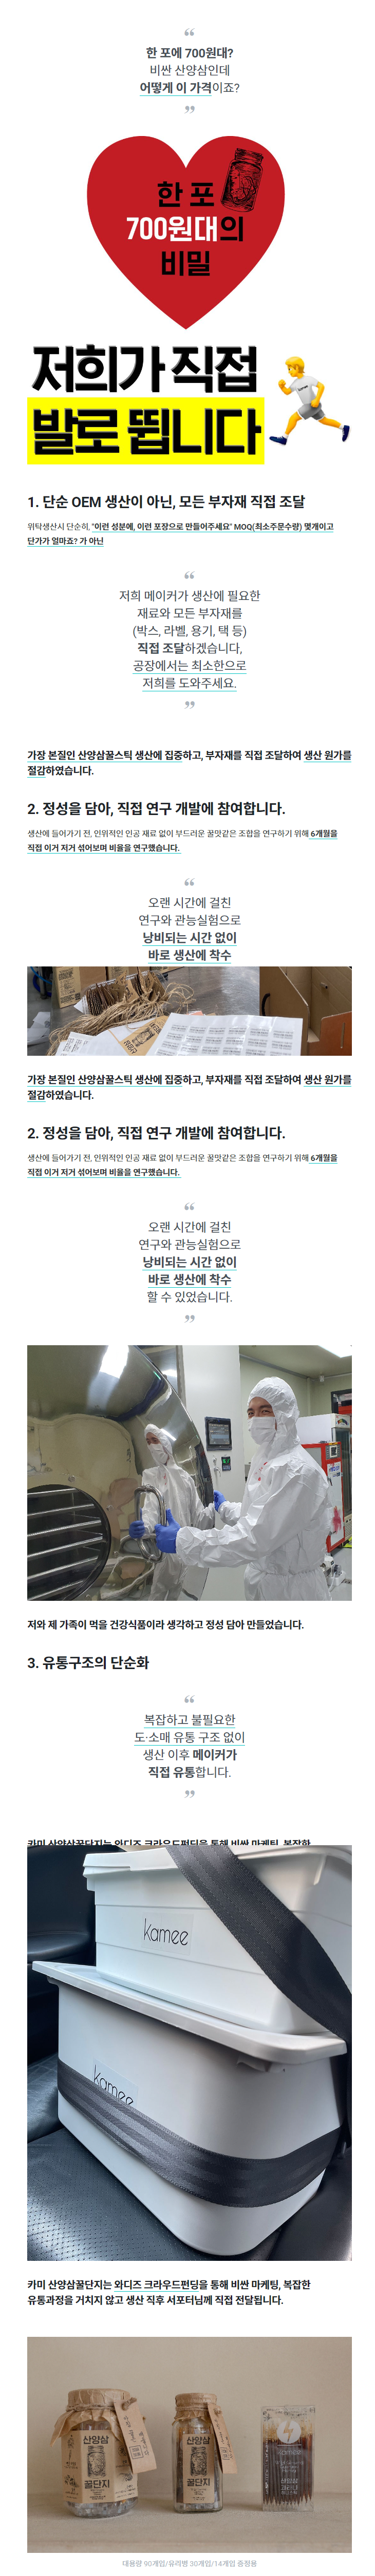 한 포에 700원대?
비싼 산양삼인데
어떻게 이 가격이죠?
한 포
700원대의
비밀
저희가 직접
발로 뜁니다
1. 단순 OEM 생산이 아닌, 모든 부자재 직접 조달
위탁생산시 단순히, "이런 성분에, 이런 포장으로 만들어주세요" MOQ(최소주문수량) 몇개이고
단가가 얼마죠? 가 아닌
저희 메이커가 생산에 필요한
재료와 모든 부자재를
(박스, 라벨, 용기, 택 등)
직접 조달하겠습니다,
공장에서는 최소한으로
저희를 도와주세요.
가장 본질인 산양삼꿀스틱 생산에 집중하고, 부자재를 직접 조달하여 생산 원가를
절감하였습니다.
2. 정성을 담아, 직접 연구 개발에 참여합니다.
생산에 들어가기 전, 인위적인 인공 재료 없이 부드러운 꿀맛같은 조합을 연구하기 위해 6개월을
직접 이거 저거 섞어보며 비율을 연구했습니다.
오랜 시간에 걸친
연구와 관능실험으로
낭비되는 시간 없이
바로 생산에 착수
가장 본질인 산양삼꿀스틱 생산에 집중하고, 부자재를 직접 조달하여 생산 원가를
절감하였습니다.
2. 정성을 담아, 직접 연구 개발에 참여합니다.
생산에 들어가기 전, 인위적인 인공 재료 없이 부드러운 꿀맛같은 조합을 연구하기 위해 6개월을
직접 이거 저거 섞어보며 비율을 연구했습니다.
오랜 시간에 걸친
연구와 관능실험으로
낭비되는 시간 없이
바로 생산에 착수
할 수 있었습니다.
저와 제 가족이 먹을 건강식품이라 생각하고 정성 담아 만들었습니다.
3. 유통구조의 단순화
복잡하고 불필요한
도·소매 유통 구조 없이
생산 이후 메이커가
직접 유통합니다.
카미 산양삼꿀단지는 와디즈 크라우드펀딩을 통해 비싼 마케팅, 복잡한
kamee
kamee
카미 산양삼꿀단지는 와디즈 크라우드펀딩을 통해 비싼 마케팅, 복잡한
유통과정을 거치지 않고 생산 직후 서포터님께 직접 전달됩니다.
산양삼
꿀단지
산양삼
꿀단지
대용량 90개입/유리병 30개입/14개입 증정용